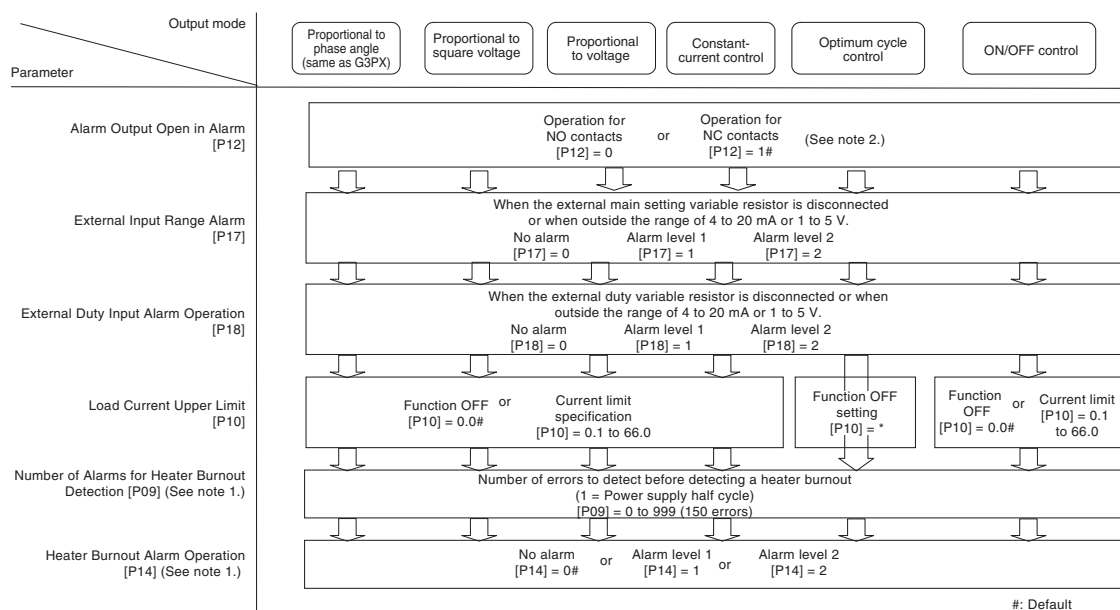 Output mode
Parameter
Proportional to
phase angle
(same as G3PX)
Proportional to
square voltage
Proportional
to voltage
Constant-
current control
Optimum cycle
control
ON/OFF control
Alarm Output Open in Alarm
[P12]
Operation for
NO contacts
[P12] = 0
or
Operation for
NC contacts
[P12] = 1#
(See note 2.)
External Input Range Alarm
[P17]
When the external main setting variable resistor is disconnected
or when outside the range of 4 to 20 mA or 1 to 5 V.
No alarm
[P17] = 0
Alarm level 1
[P17] = 1
Alarm level 2
[P17] = 2
External Duty Input Alarm Operation
[P18]
When the external duty variable resistor is disconnected or when
outside the range of 4 to 20 mA or 1 to 5 V.
No alarm
[P18] = 0
Alarm level 1
[P18] = 1
Alarm level 2
[P18] = 2
Load Current Upper Limit
[P10]
Function OFF
[P10] = 0.0#
or
Current limit
specification
[P10] = 0.1 to 66.0
Function OFF
setting
[P10] = *
Function
OFF
[P10] = 0.0#
or
Current limit
[P10] = 0.1
to 66.0
Number of Alarms for Heater Burnout
Detection [P09] (See note 1.)
Number of errors to detect before detecting a heater burnout
(1 = Power supply half cycle)
[P09] = 0 to 999 (150 errors)
Heater Burnout Alarm Operation
[P14] (See note 1.)
No alarm
[P14] = 0#
or
Alarm level 1
[P14] = 1
or
Alarm level 2
[P14] = 2
#: Default